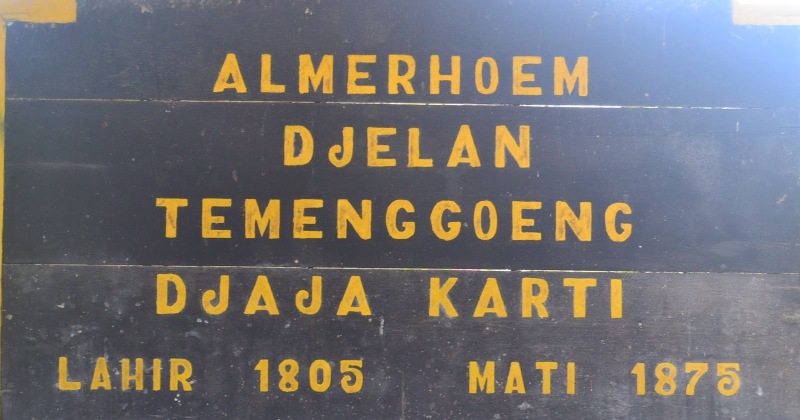 ALMERHOEM
DJELAN
TEMENGGOENG
DJAJA KARTI
LAHIR 1805 MATI 1875